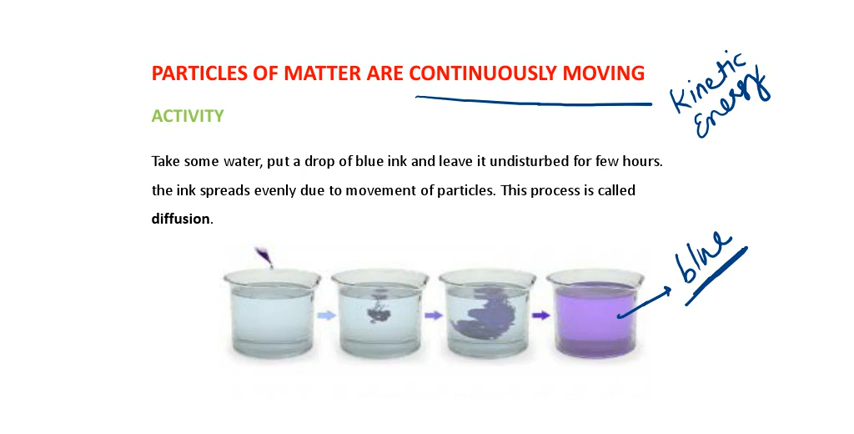 PARTICLES OF MATTER ARE CONTINUOUSLY MOVING
Kinetic
Energy
ACTIVITY
Take some water, put a drop of blue ink and leave it undisturbed for few hours.
the ink spreads evenly due to movement of particles. This process is called
diffusion.
blue